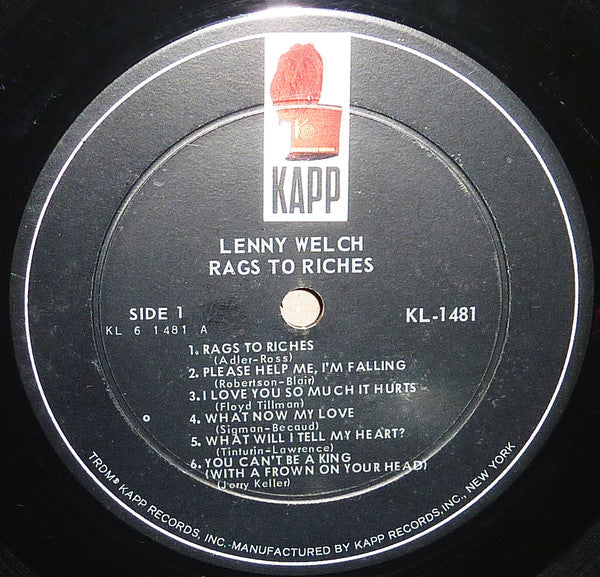 K
KAPP
LENNY WELCH
RAGS TO RICHES
SIDE 1
KL 6 1481 A
KL-1481
1. RAGS TO RICHES
(Adler-Ross)
2. PLEASE HELP ME, I'M FALLING
(Robertson-Blair)
3. I LOVE YOU SO MUCH IT HURTS
(Floyd Tillman)
4. WHAT NOW MY LOVE
(Sigman-Becaud)
5. WHAT WILL I TELL MY HEART?
(Tinturin-Lawrence)
6. YOU CAN'T BE A KING
(WITH A FROWN ON YOUR HEAD)
(Jerry Keller)
TRDM® KAPP RECORDS, INC.-MANUFACTURED BY KAPP RECORDS, INC., NEW YORK